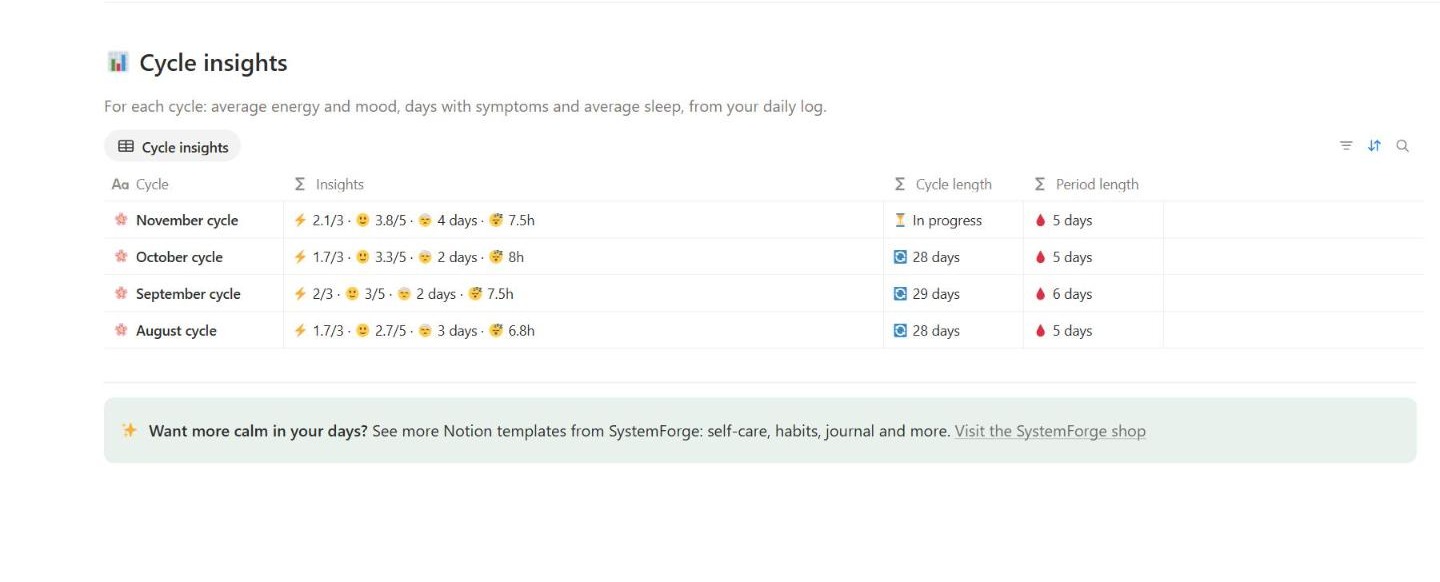 📊 Cycle insights
For each cycle: average energy and mood, days with symptoms and average sleep, from your daily log.
Cycle insights
Aa Cycle Σ Insights Σ Cycle length Σ Period length
🌸 November cycle ⚡ 2.1/3 · 🙂 3.8/5 · 🤕 4 days · 😴 7.5h ⏳ In progress 🩸 5 days
🌸 October cycle ⚡ 1.7/3 · 🙂 3.3/5 · 🤕 2 days · 😴 8h 🔄 28 days 🩸 5 days
🌸 September cycle ⚡ 2/3 · 🙂 3/5 · 🤕 2 days · 😴 7.5h 🔄 29 days 🩸 6 days
🌸 August cycle ⚡ 1.7/3 · 🙂 2.7/5 · 🤕 3 days · 😴 6.8h 🔄 28 days 🩸 5 days
✨ Want more calm in your days? See more Notion templates from SystemForge: self-care, habits, journal and more. Visit the SystemForge shop